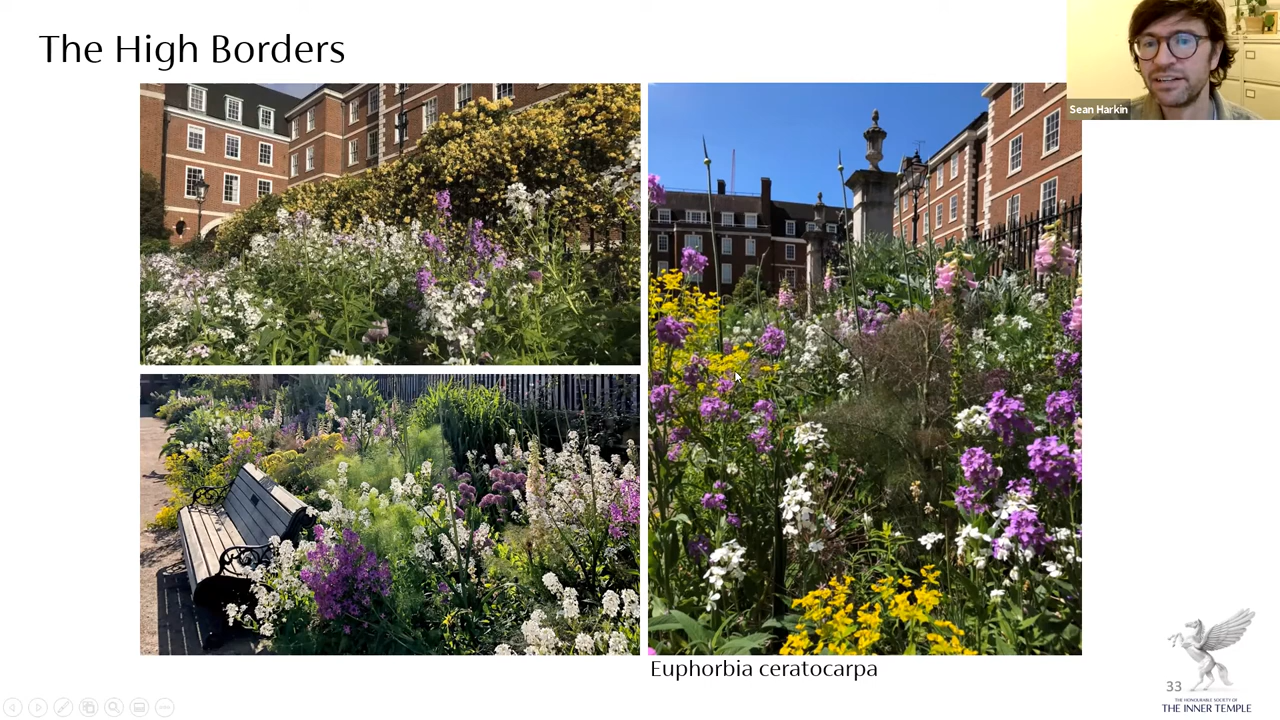 The High Borders
Sean Harkin
Euphorbia ceratocarpa
33
THE HONOURABLE SOCIETY OF
THE INNER TEMPLE